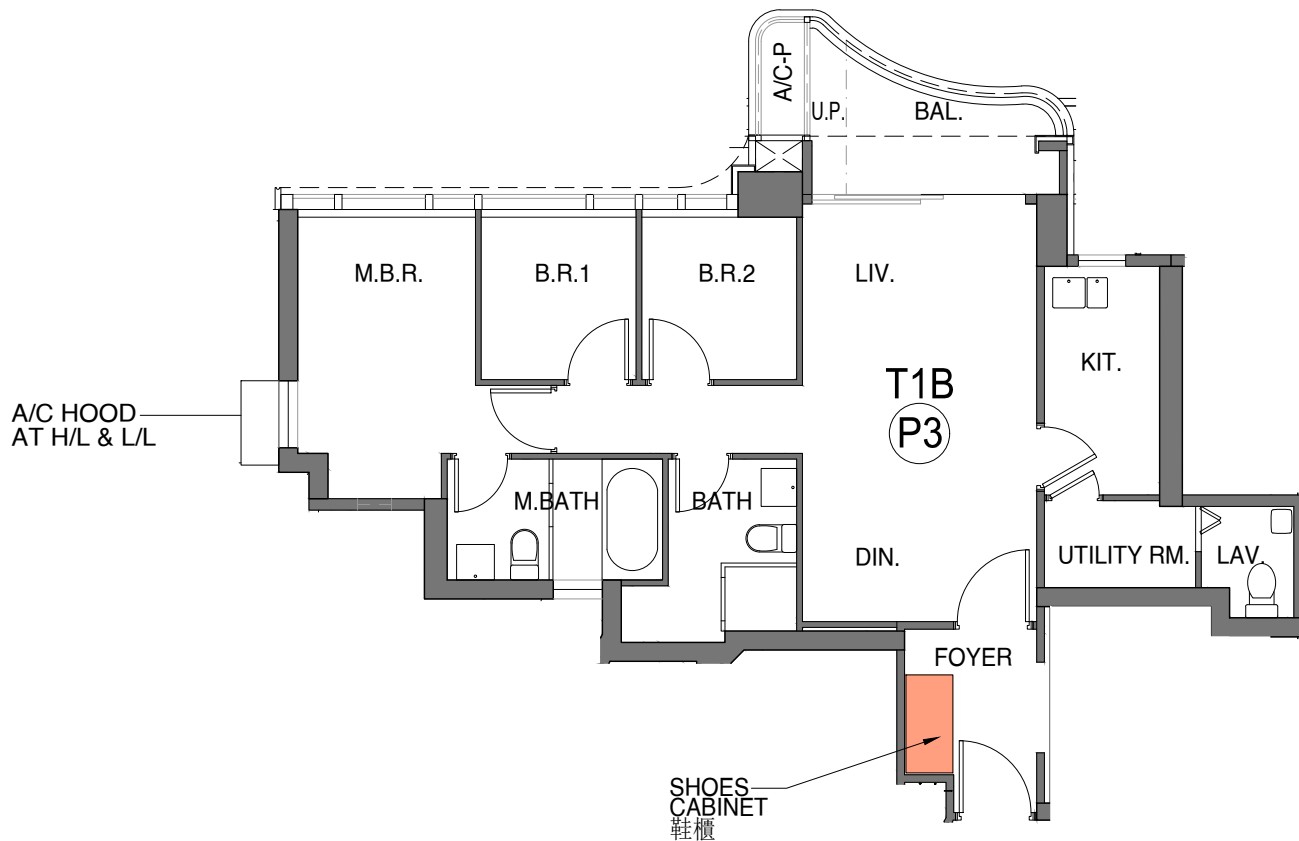 A/C-P
U.P.
BAL.
M.B.R.
B.R.1
B.R.2
LIV.
KIT.
T1B
P3
A/C HOOD
AT H/L & L/L
M.BATH
BATH
DIN.
UTILITY RM.
LAV.
FOYER
SHOES
CABINET
鞋櫃